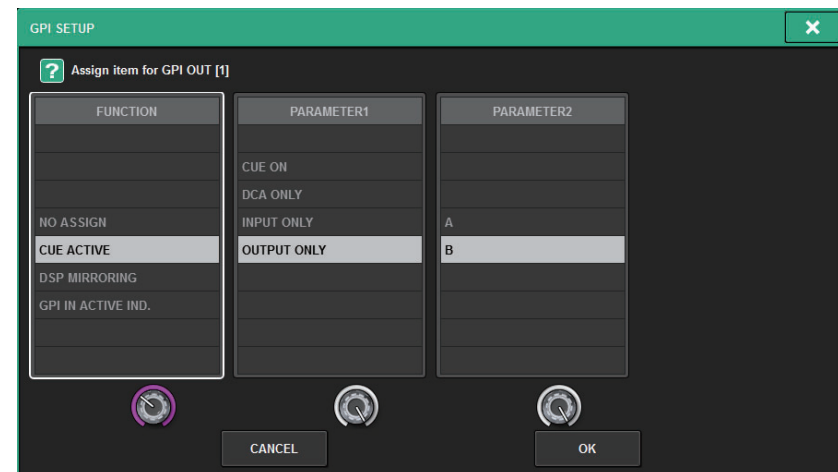 GPI SETUP
Assign item for GPI OUT [1]
FUNCTION
NO ASSIGN
CUE ACTIVE
DSP MIRRORING
GPI IN ACTIVE IND.
PARAMETER1
CUE ON
DCA ONLY
INPUT ONLY
OUTPUT ONLY
PARAMETER2
A
B
CANCEL
OK